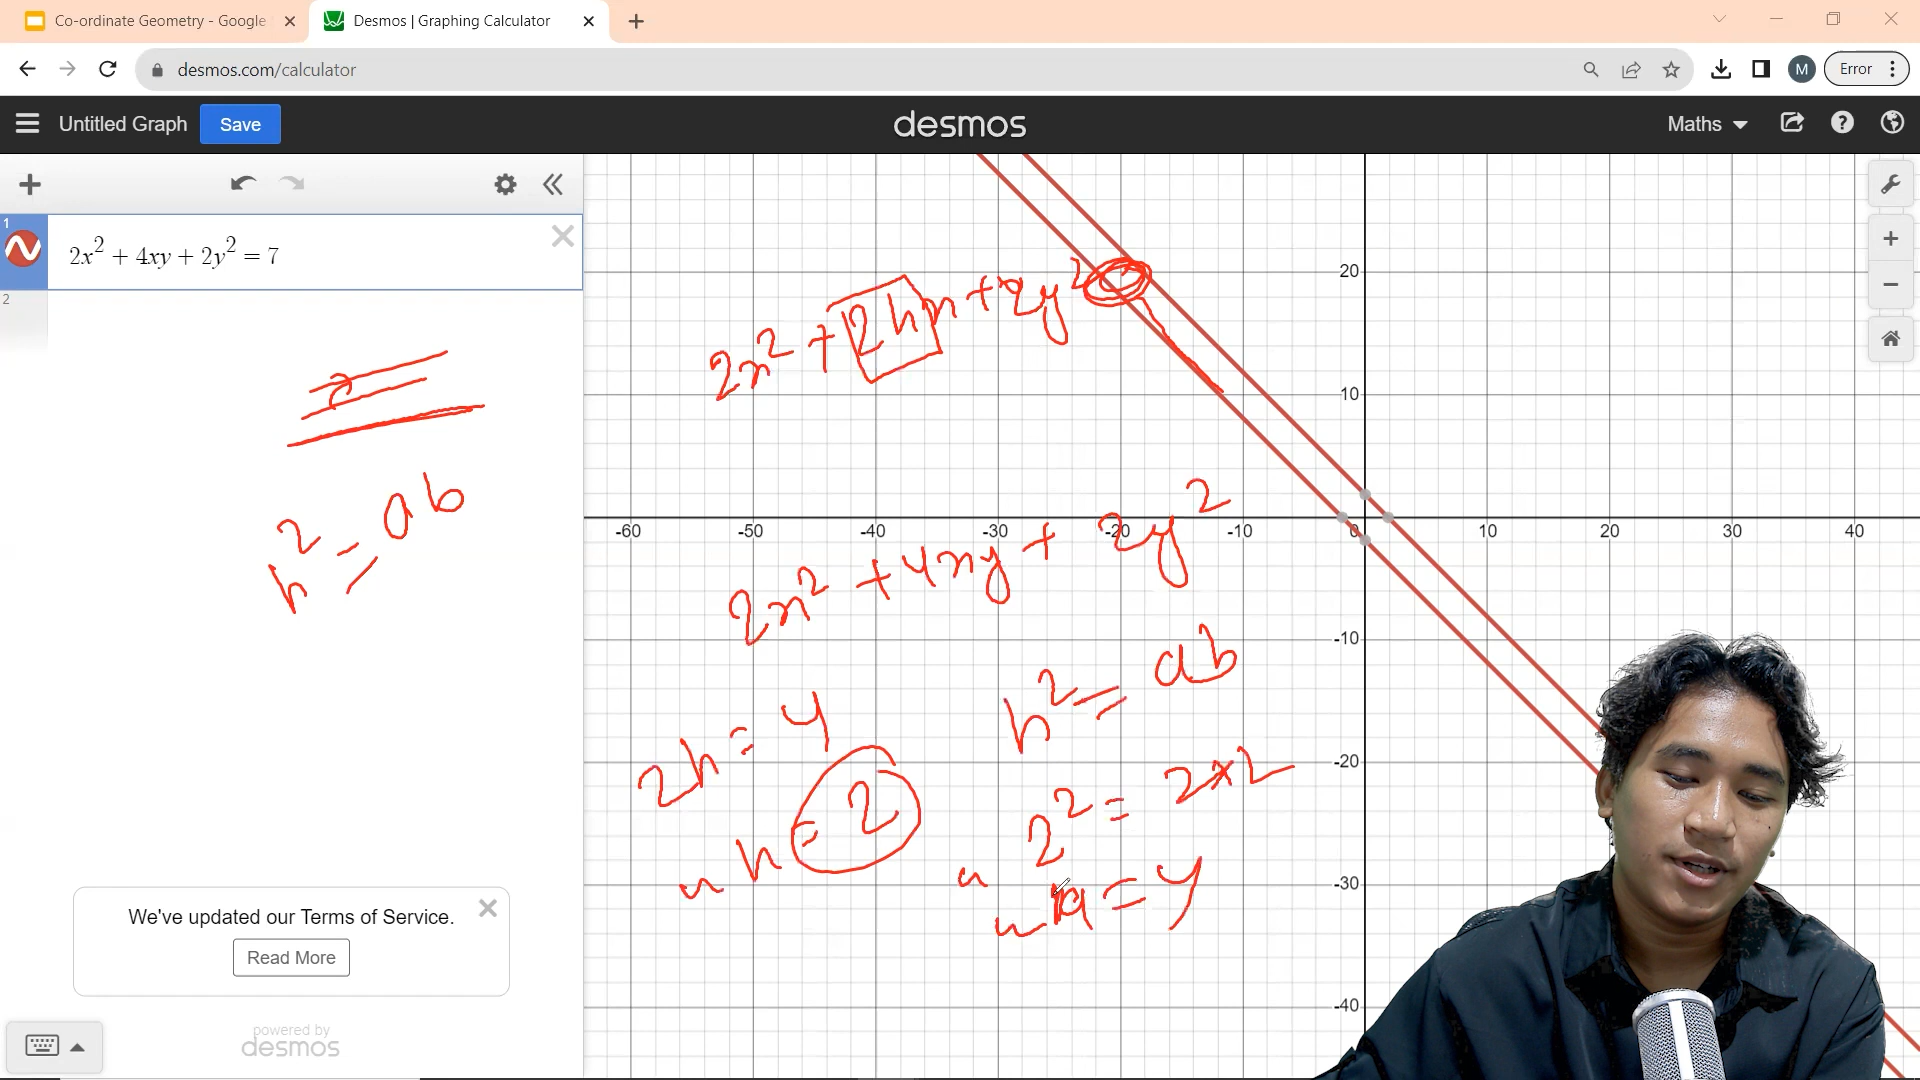 Co-ordinate Geometry - Google
Desmos | Graphing Calculator
desmos.com/calculator
M
Error
Untitled Graph
Save
desmos
Maths
1
2x² + 4xy + 2y² = 7
2
20
10
-60 -50 -40 -30 -20 -10 0 10 20 30 40
-10
-20
-30
-40
2x² + 2hx + 2y²
h² = ab
2x² + 4xy + 2y²
h² = ab
2h = 4
2² = 2×2
h = 2
= 4
We've updated our Terms of Service.
Read More
powered by
desmos